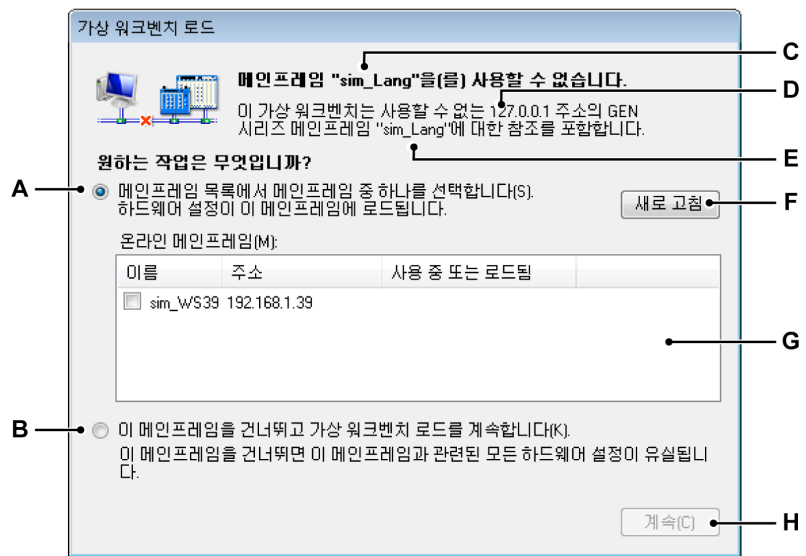 가상 워크벤치 로드
C
메인프레임 "sim_Lang"을(를) 사용할 수 없습니다.
D
이 가상 워크벤치는 사용할 수 없는 127.0.0.1 주소의 GEN
시리즈 메인프레임 "sim_Lang"에 대한 참조를 포함합니다.
E
원하는 작업은 무엇입니까?
A
메인프레임 목록에서 메인프레임 중 하나를 선택합니다(S).
하드웨어 설정이 이 메인프레임에 로드됩니다.
새로 고침
F
온라인 메인프레임(M):
이름 주소 사용 중 또는 로드됨
sim_WS39 192.168.1.39
G
B
이 메인프레임을 건너뛰고 가상 워크벤치 로드를 계속합니다(K).
이 메인프레임을 건너뛰면 이 메인프레임과 관련된 모든 하드웨어 설정이 유실됩니
다.
계속(C)
H